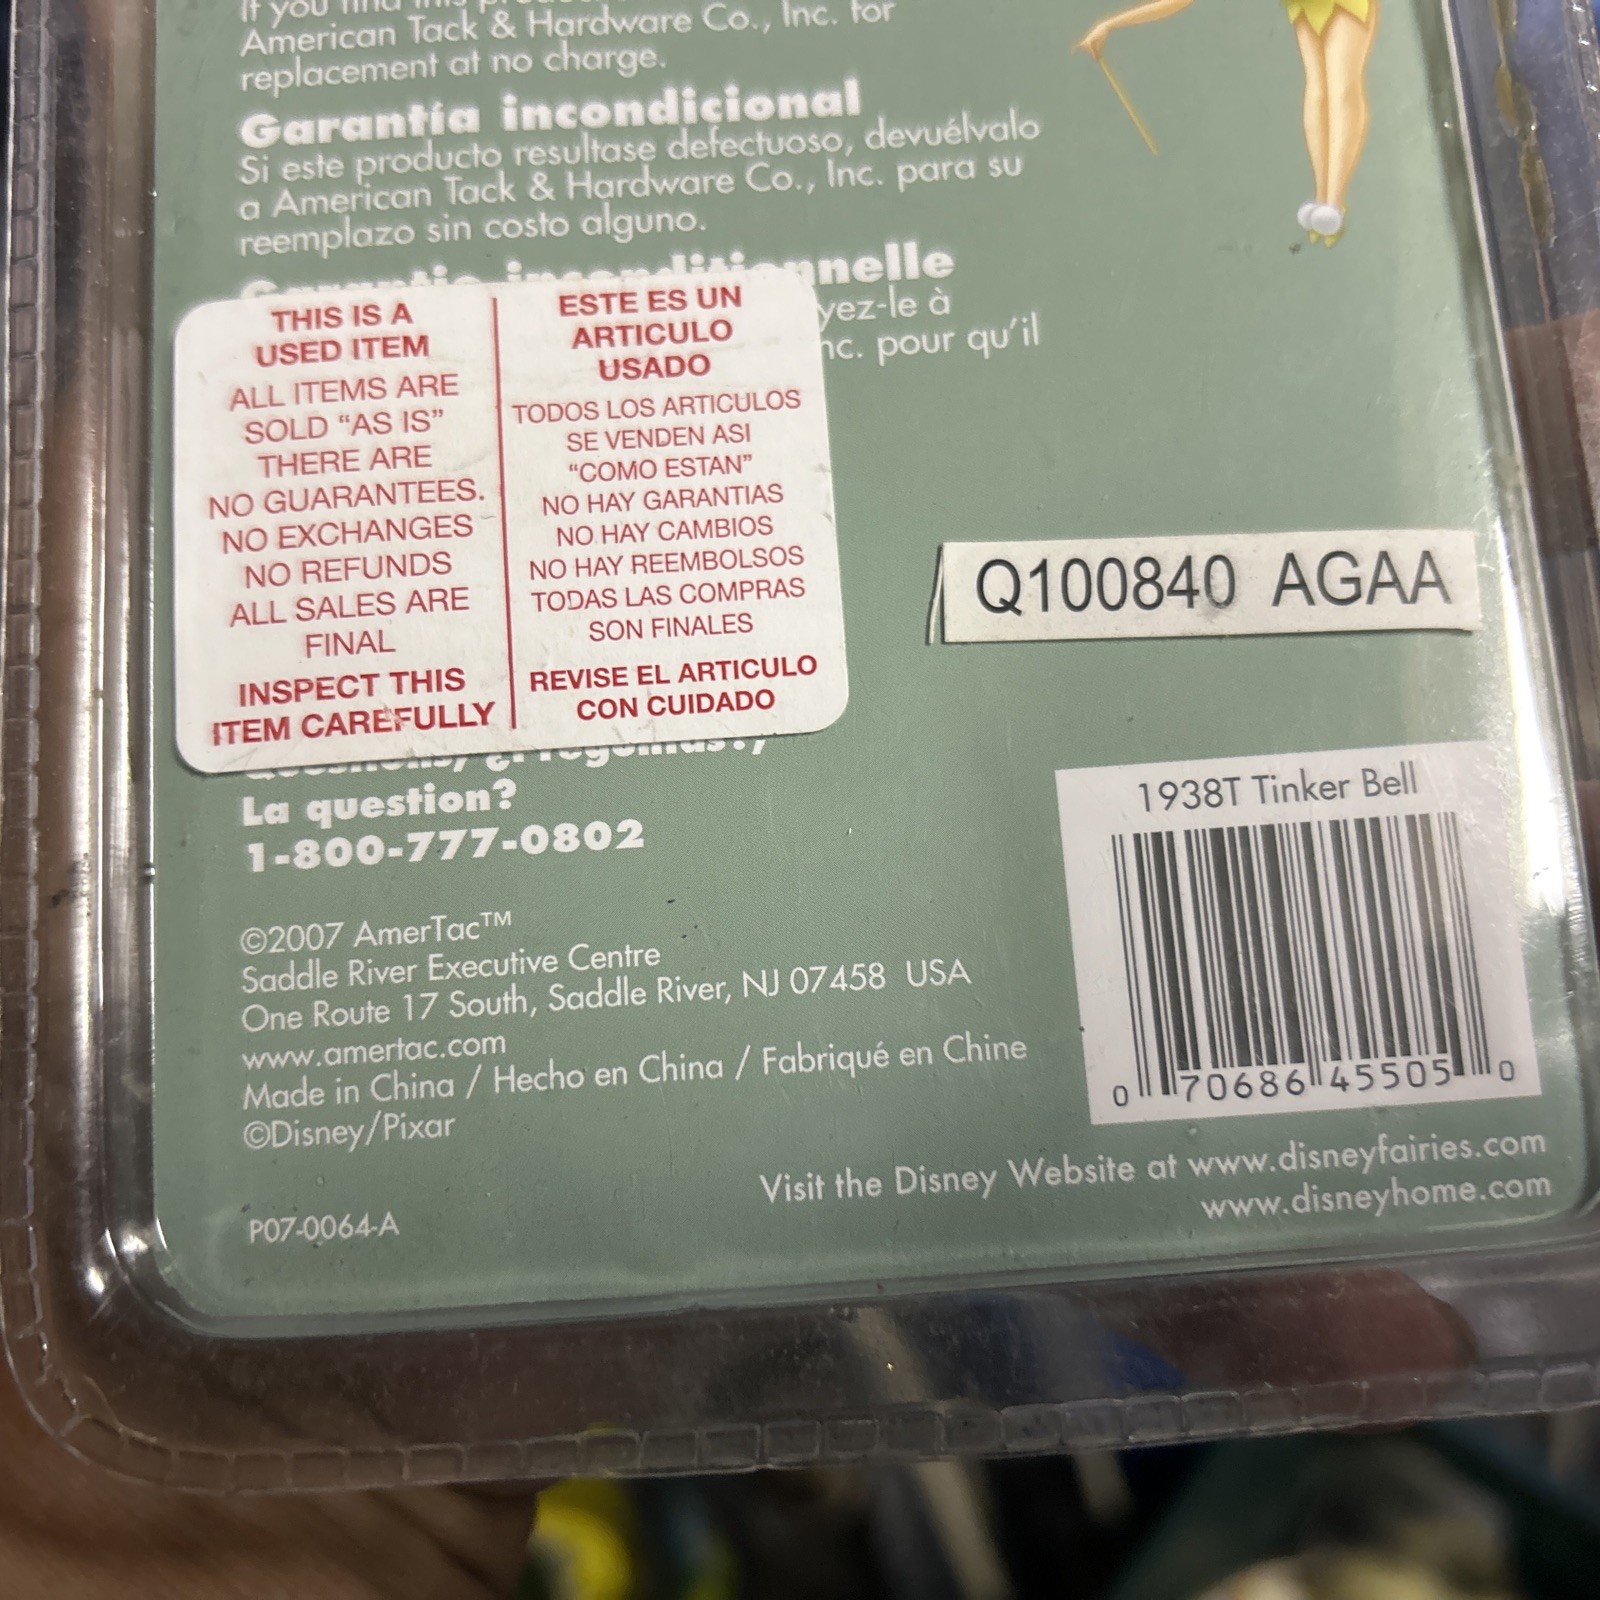 If you find this
American Tack & Hardware Co., Inc. for
replacement at no charge.
Garantía incondicional
Si este producto resultase defectuoso, devuélvalo
a American Tack & Hardware Co., Inc. para su
reemplazo sin costo alguno.
Garantie inconditionnelle
yez-le à
nc. pour qu'il
THIS IS A
USED ITEM
ALL ITEMS ARE
SOLD “AS IS”
THERE ARE
NO GUARANTEES.
NO EXCHANGES
NO REFUNDS
ALL SALES ARE
FINAL
INSPECT THIS
ITEM CAREFULLY
ESTE ES UN
ARTICULO
USADO
TODOS LOS ARTICULOS
SE VENDEN ASI
“COMO ESTAN”
NO HAY GARANTIAS
NO HAY CAMBIOS
NO HAY REEMBOLSOS
TODAS LAS COMPRAS
SON FINALES
REVISE EL ARTICULO
CON CUIDADO
Q100840 AGAA
La question?
1-800-777-0802
©2007 AmerTac™
Saddle River Executive Centre
One Route 17 South, Saddle River, NJ 07458 USA
www.amertac.com
Made in China / Hecho en China / Fabriqué en Chine
©Disney/Pixar
P07-0064-A
1938T Tinker Bell
0 70686 45505 0
Visit the Disney Website at www.disneyfairies.com
www.disneyhome.com